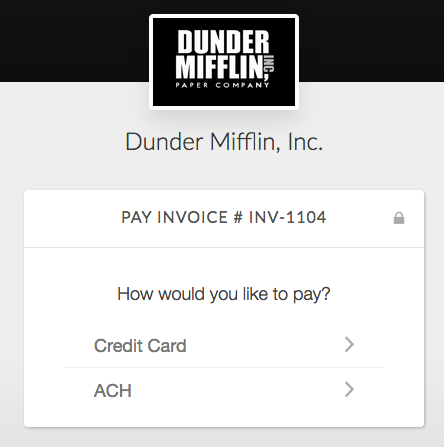 DUNDER
MIFFLIN, INC
PAPER COMPANY
Dunder Mifflin, Inc.
PAY INVOICE # INV-1104
How would you like to pay?
Credit Card
ACH